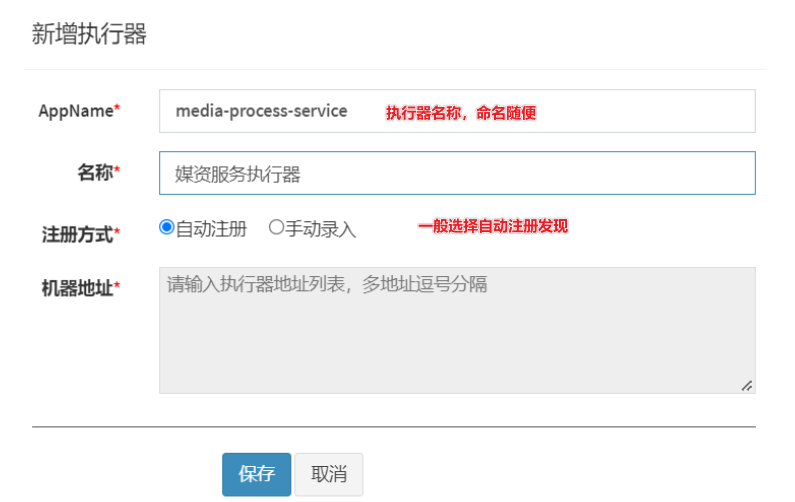 新增执行器
AppName* media-process-service 执行器名称，命名随便
名称* 媒资服务执行器
注册方式* 自动注册 手动录入 一般选择自动注册发现
机器地址* 请输入执行器地址列表，多地址逗号分隔
保存 取消